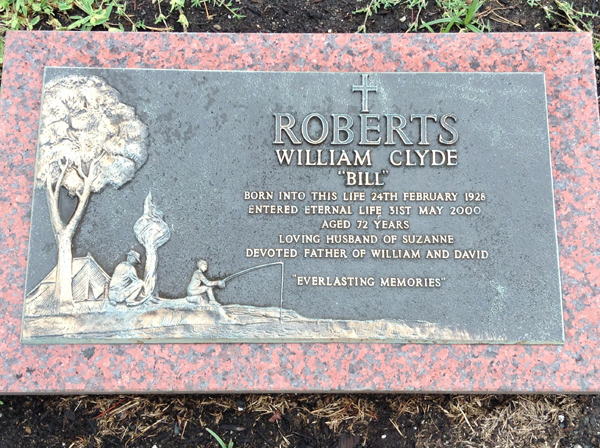 ROBERTS
WILLIAM CLYDE
"BILL"
BORN INTO THIS LIFE 24TH FEBRUARY 1928
ENTERED ETERNAL LIFE 31ST MAY 2000
AGED 72 YEARS
LOVING HUSBAND OF SUZANNE
DEVOTED FATHER OF WILLIAM AND DAVID
"EVERLASTING MEMORIES"